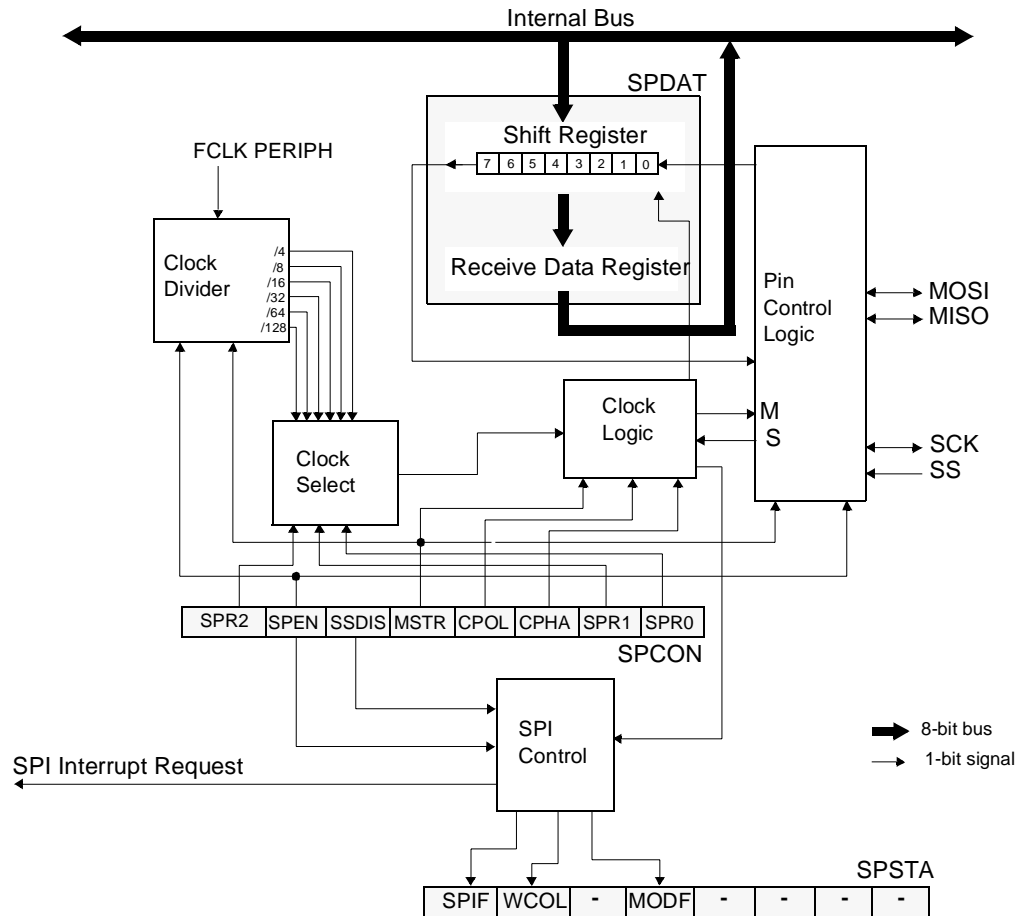 Internal Bus
SPDAT
Shift Register
7 6 5 4 3 2 1 0
FCLK PERIPH
Clock
Divider
/4
/8
/16
/32
/64
/128
Receive Data Register
Pin
Control
Logic
MOSI
MISO
M
S
SCK
SS
Clock
Logic
Clock
Select
SPR2 SPEN SSDIS MSTR CPOL CPHA SPR1 SPR0
SPCON
SPI
Control
8-bit bus
1-bit signal
SPI Interrupt Request
SPSTA
SPIF WCOL - MODF - - - -